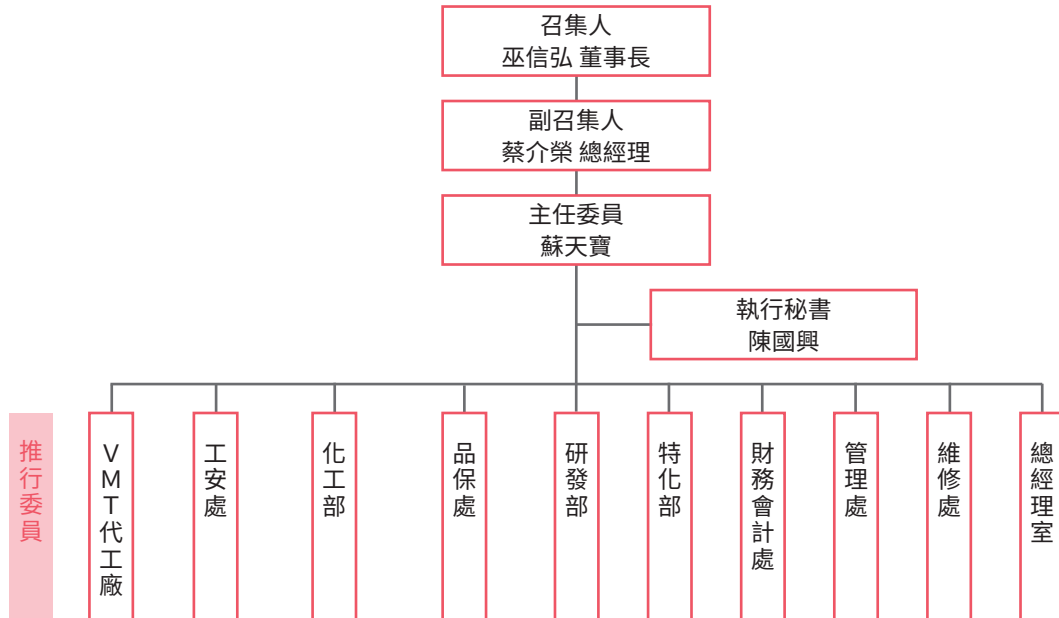 召集人
巫信弘 董事長
副召集人
蔡介榮 總經理
主任委員
蘇天寶
執行秘書
陳國興
推行委員
VMT代工廠
工安處
化工部
品保處
研發部
特化部
財務會計處
管理處
維修處
總經理室